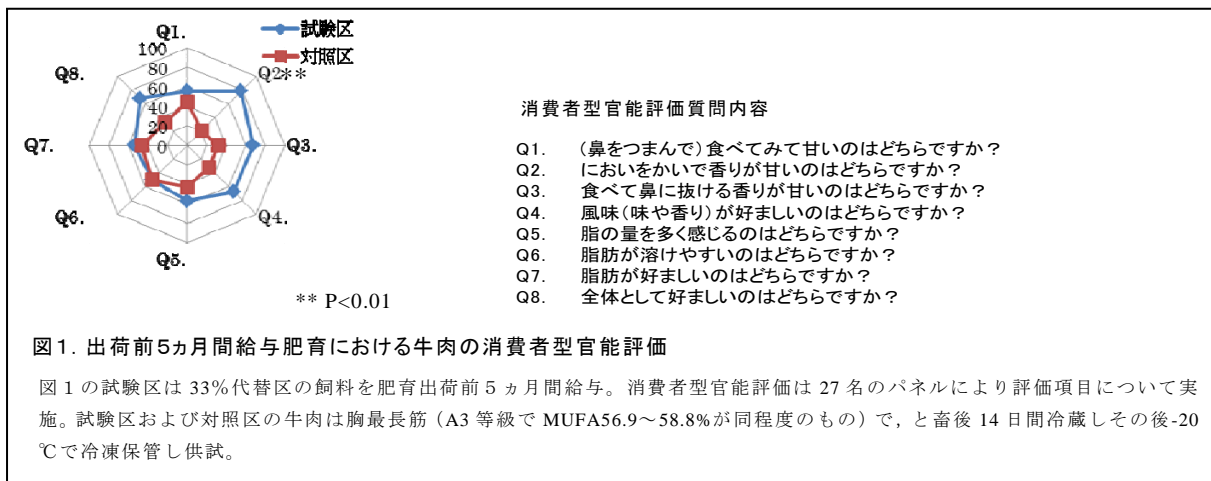 試験区
対照区
Q1.
100
80
60
40
20
0
Q2**
Q3.
Q4.
Q5.
Q6.
Q7.
Q8.
** P<0.01
消費者型官能評価質問内容
Q1. （鼻をつまんで）食べてみて甘いのはどちらですか？
Q2. においをかいで香りが甘いのはどちらですか？
Q3. 食べて鼻に抜ける香りが甘いのはどちらですか？
Q4. 風味（味や香り）が好ましいのはどちらですか？
Q5. 脂の量を多く感じるのはどちらですか？
Q6. 脂肪が溶けやすいのはどちらですか？
Q7. 脂肪が好ましいのはどちらですか？
Q8. 全体として好ましいのはどちらですか？
図１. 出荷前５ヵ月間給与肥育における牛肉の消費者型官能評価
図１の試験区は 33%代替区の飼料を肥育出荷前５ヵ月間給与。消費者型官能評価は 27 名のパネルにより評価項目について実
施。試験区および対照区の牛肉は胸最長筋（A3 等級で MUFA56.9～58.8%が同程度のもの）で，と畜後 14 日間冷蔵しその後-20
℃で冷凍保管し供試。